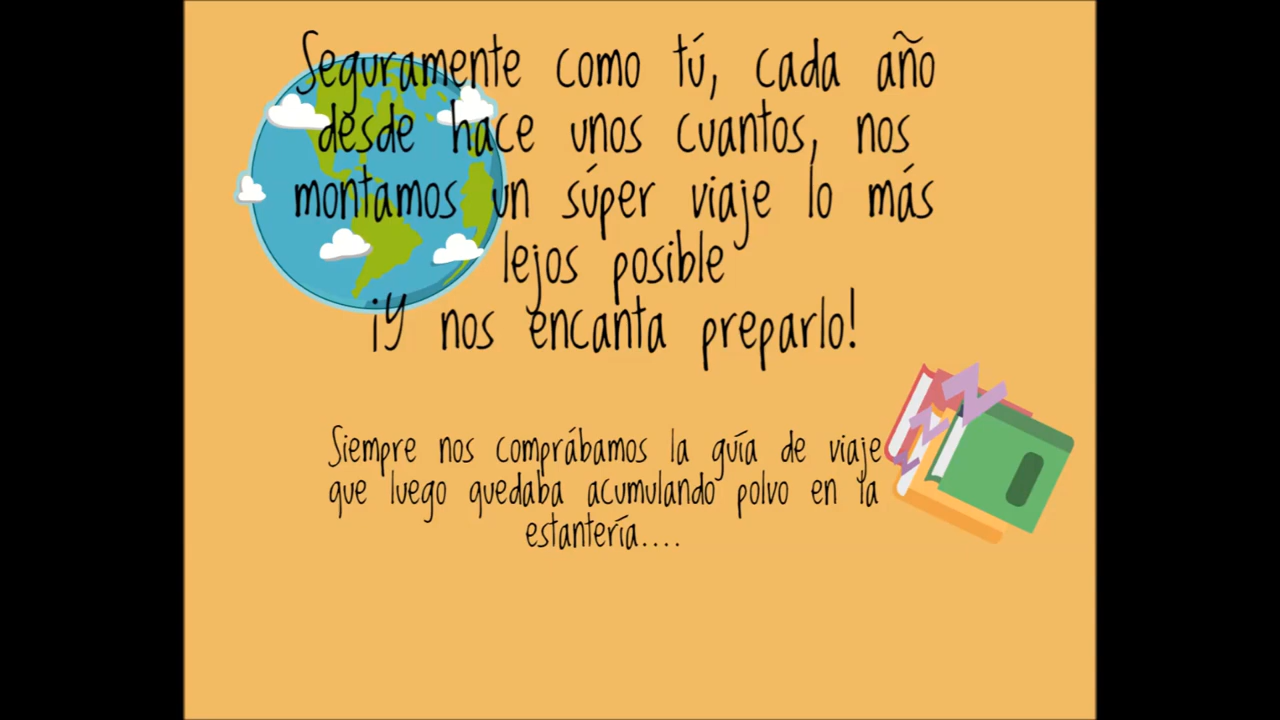 Seguramente como tú, cada año
desde hace unos cuantos, nos
montamos un súper viaje lo más
lejos posible
¡Y nos encanta preparlo!
Siempre nos comprábamos la guía de viaje
que luego quedaba acumulando polvo en la
estantería....